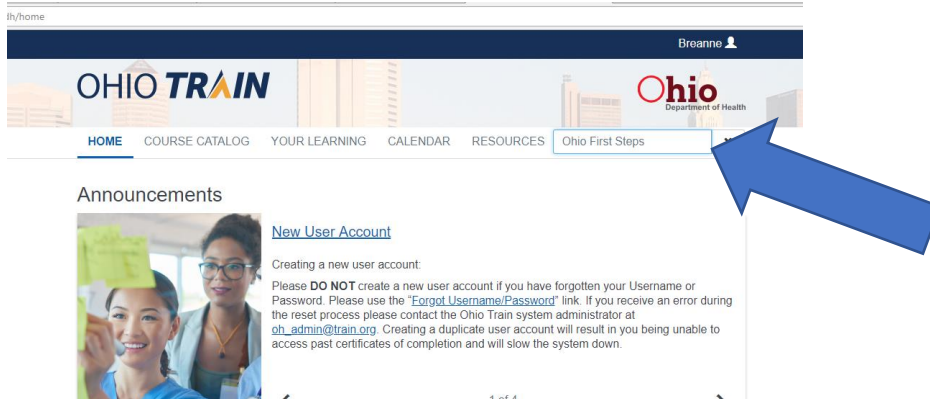 dh/home
Breanne
OHIO TRAIN
Ohio
Department of Health
HOME COURSE CATALOG YOUR LEARNING CALENDAR RESOURCES Ohio First Steps
Announcements
New User Account
Creating a new user account:
Please DO NOT create a new user account if you have forgotten your Username or
Password. Please use the “Forgot Username/Password” link. If you receive an error during
the reset process please contact the Ohio Train system administrator at
oh_admin@train.org. Creating a duplicate user account will result in you being unable to
access past certificates of completion and will slow the system down.
1 of 4